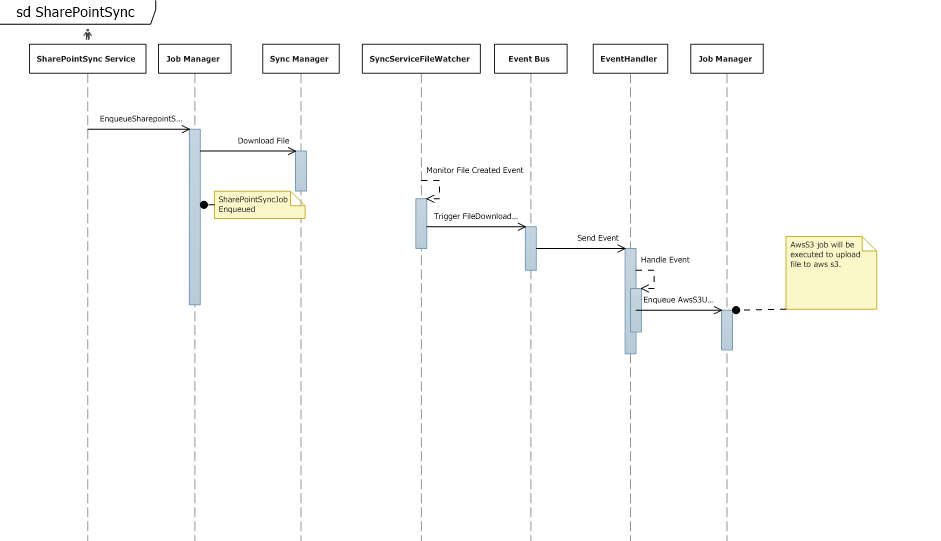 sd SharePointSync
SharePointSync Service
Job Manager
Sync Manager
SyncServiceFileWatcher
Event Bus
EventHandler
Job Manager
EnqueueSharepointS...
Download File
Monitor File Created Event
SharePointSyncJob
Enqueued
Trigger FileDownload...
Send Event
AwsS3 job will be
executed to upload
file to aws s3.
Handle Event
Enqueue AwsS3U...